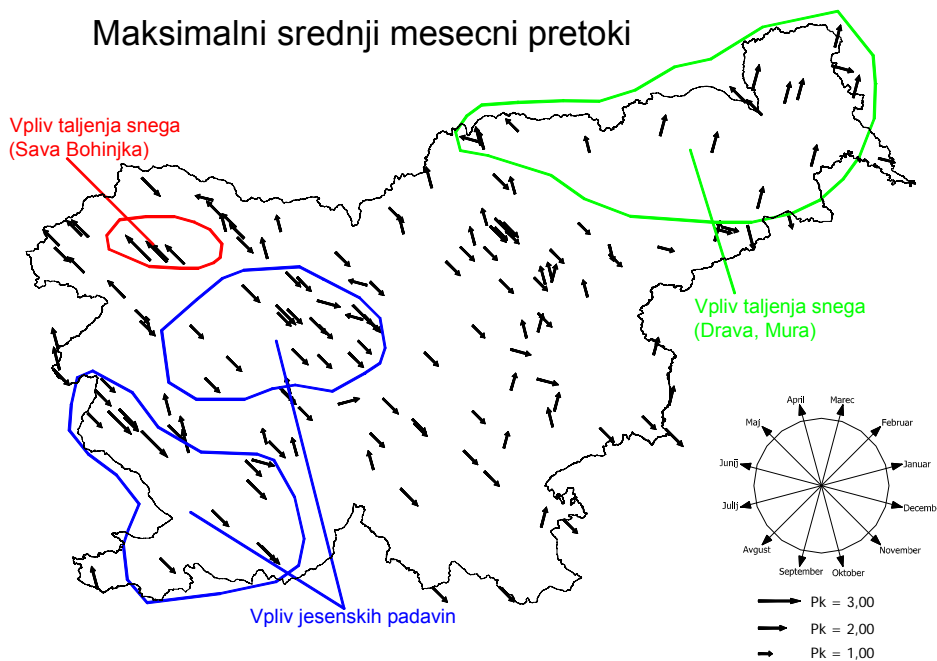 Maksimalni srednji mesecni pretoki
Vpliv taljenja snega
(Sava Bohinjka)
Vpliv taljenja snega
(Drava, Mura)
Vpliv jesenskih padavin
April
Marec
Maj
Februar
Junij
Januar
Julij
Decemb
Avgust
November
September
Oktober
Pk = 3,00
Pk = 2,00
Pk = 1,00